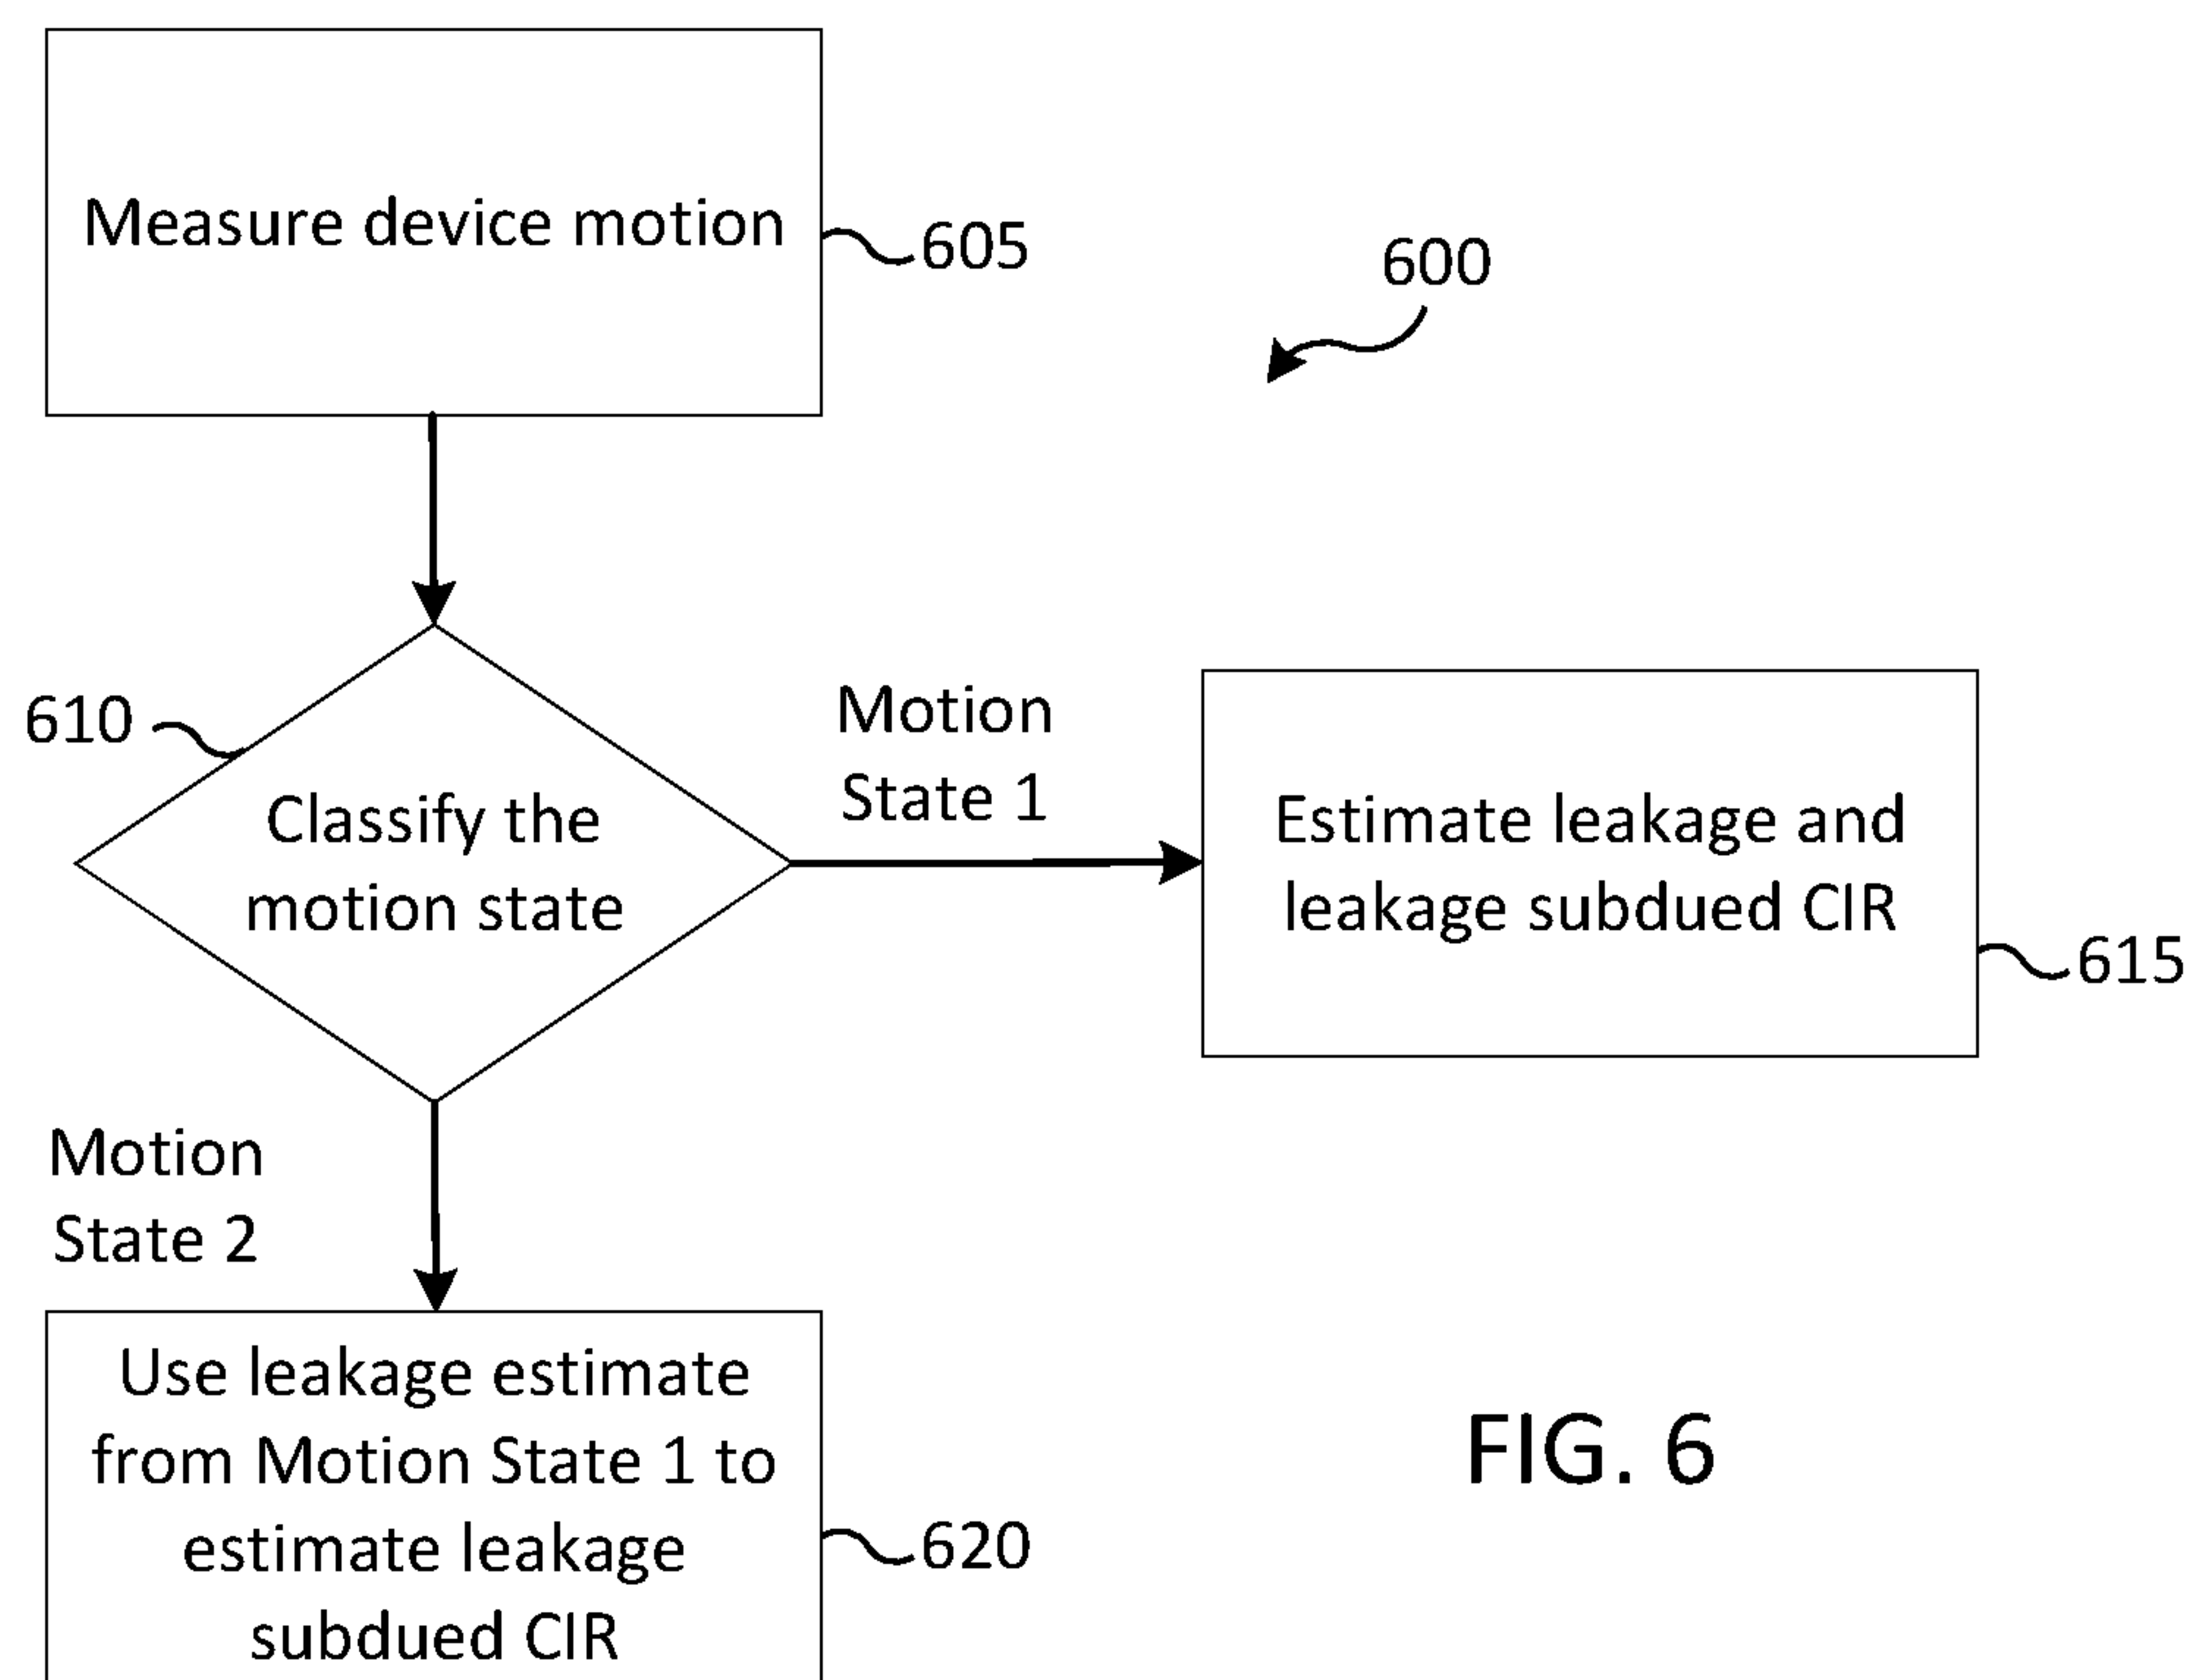 Measure device motion
605
600
610
Classify the
motion state
Motion
State 1
Estimate leakage and
leakage subdued CIR
615
Motion
State 2
Use leakage estimate
from Motion State 1 to
estimate leakage
subdued CIR
620
FIG. 6